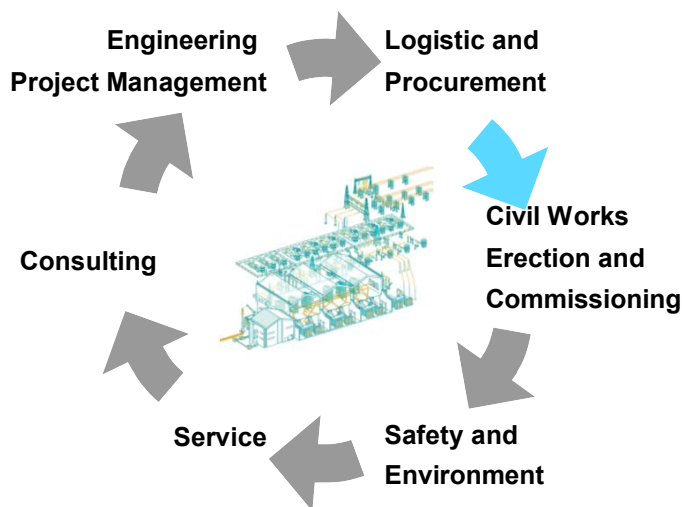 Engineering
Project Management
Logistic and
Procurement
Civil Works
Erection and
Commissioning
Safety and
Environment
Service
Consulting